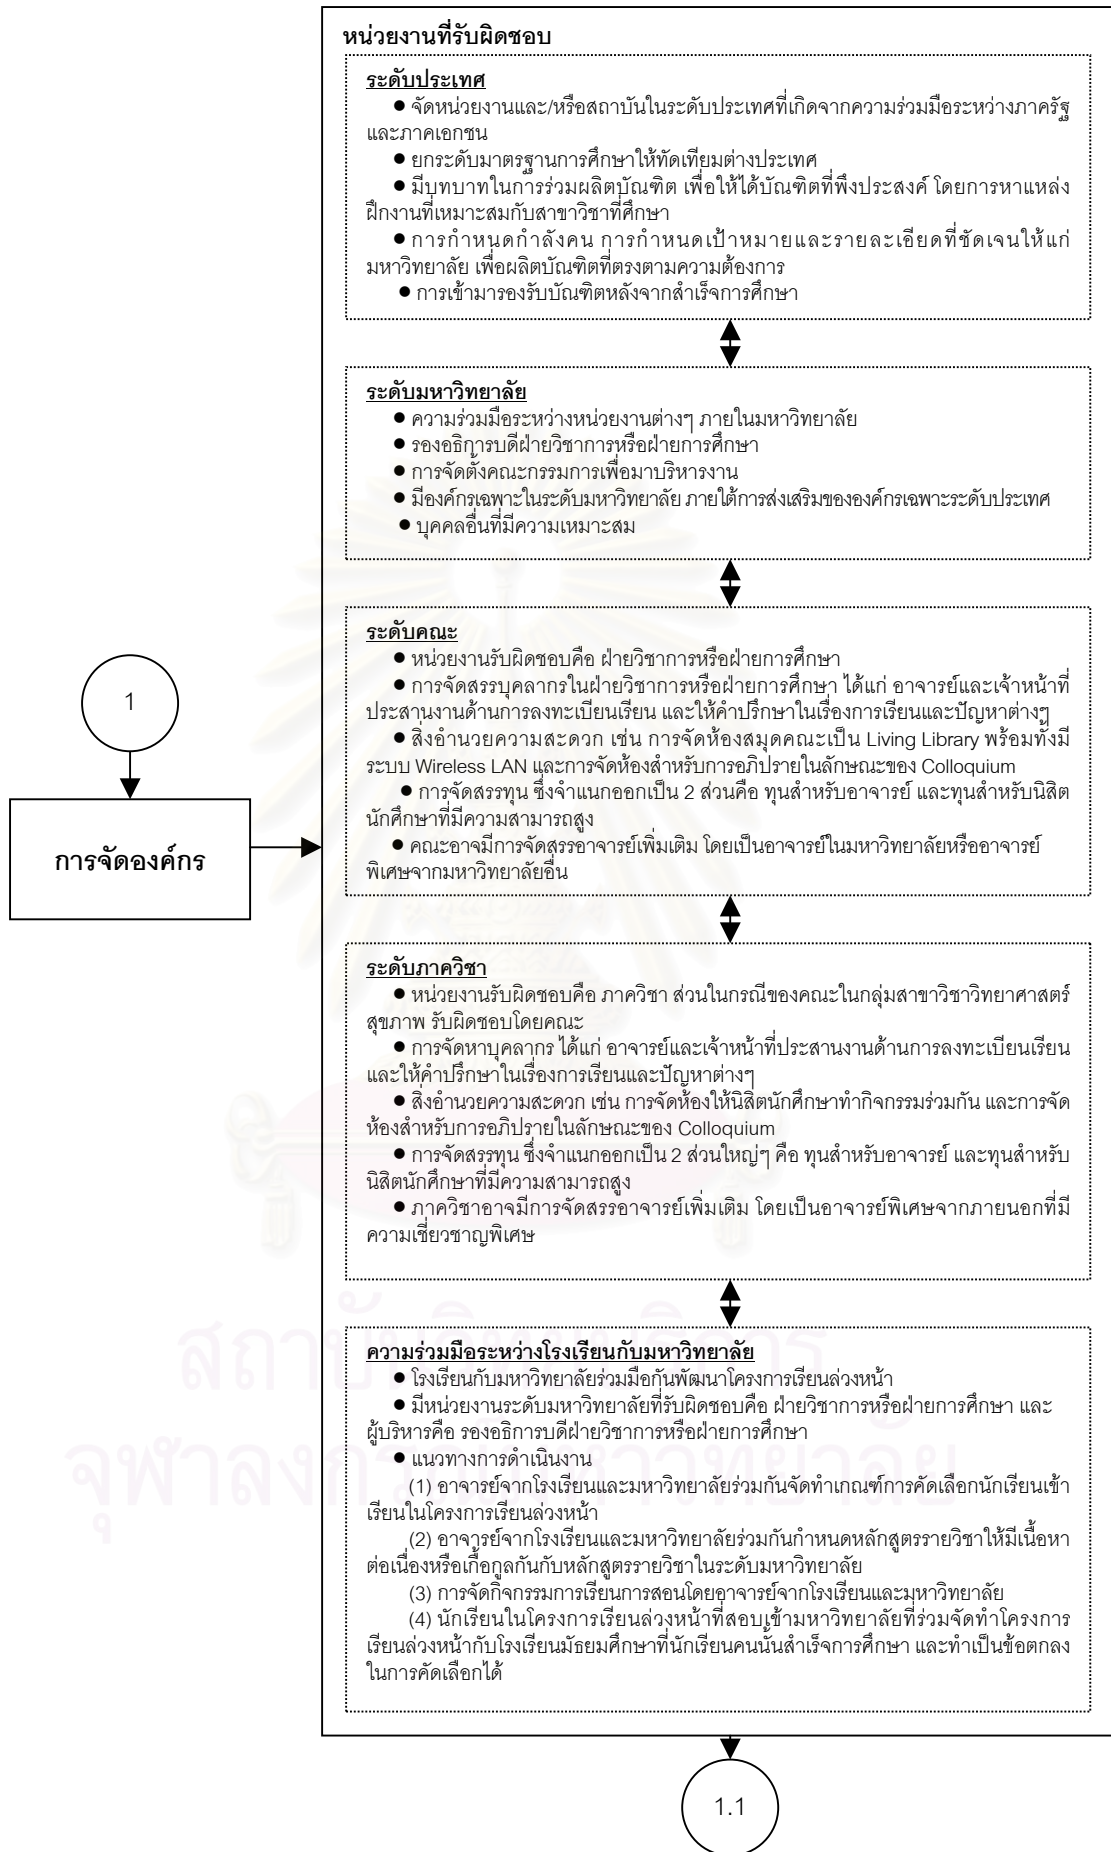 หน่วยงานที่รับผิดชอบ
ระดับประเทศ
● จัดหน่วยงานและ/หรือสถาบันในระดับประเทศที่เกิดจากความร่วมมือระหว่างภาครัฐ
และภาคเอกชน
● ยกระดับมาตรฐานการศึกษาให้ทัดเทียมต่างประเทศ
● มีบทบาทในการร่วมผลิตบัณฑิต เพื่อให้ได้บัณฑิตที่พึงประสงค์ โดยการหาแหล่ง
ฝึกงานที่เหมาะสมกับสาขาวิชาที่ศึกษา
● การกำหนดกำลังคน การกำหนดเป้าหมายและรายละเอียดที่ชัดเจนให้แก่
มหาวิทยาลัย เพื่อผลิตบัณฑิตที่ตรงตามความต้องการ
● การเข้ามารองรับบัณฑิตหลังจากสำเร็จการศึกษา
ระดับมหาวิทยาลัย
● ความร่วมมือระหว่างหน่วยงานต่างๆ ภายในมหาวิทยาลัย
● รองอธิการบดีฝ่ายวิชาการหรือฝ่ายการศึกษา
● การจัดตั้งคณะกรรมการเพื่อมาบริหารงาน
● มีองค์กรเฉพาะในระดับมหาวิทยาลัย ภายใต้การส่งเสริมขององค์กรเฉพาะระดับประเทศ
● บุคคลอื่นที่มีความเหมาะสม
ระดับคณะ
● หน่วยงานรับผิดชอบคือ ฝ่ายวิชาการหรือฝ่ายการศึกษา
● การจัดสรรบุคลากรในฝ่ายวิชาการหรือฝ่ายการศึกษา ได้แก่ อาจารย์และเจ้าหน้าที่
ประสานงานด้านการลงทะเบียนเรียน และให้คำปรึกษาในเรื่องการเรียนและปัญหาต่างๆ
● สิ่งอำนวยความสะดวก เช่น การจัดห้องสมุดคณะเป็น Living Library พร้อมทั้งมี
ระบบ Wireless LAN และการจัดห้องสำหรับการอภิปรายในลักษณะของ Colloquium
● การจัดสรรทุน ซึ่งจำแนกออกเป็น 2 ส่วนคือ ทุนสำหรับอาจารย์ และทุนสำหรับนิสิต
นักศึกษาที่มีความสามารถสูง
● คณะอาจมีการจัดสรรอาจารย์เพิ่มเติม โดยเป็นอาจารย์ในมหาวิทยาลัยหรืออาจารย์
พิเศษจากมหาวิทยาลัยอื่น
1
การจัดองค์กร
ระดับภาควิชา
● หน่วยงานรับผิดชอบคือ ภาควิชา ส่วนในกรณีของคณะในกลุ่มสาขาวิชาวิทยาศาสตร์
สุขภาพ รับผิดชอบโดยคณะ
● การจัดหาบุคลากร ได้แก่ อาจารย์และเจ้าหน้าที่ประสานงานด้านการลงทะเบียนเรียน
และให้คำปรึกษาในเรื่องการเรียนและปัญหาต่างๆ
● สิ่งอำนวยความสะดวก เช่น การจัดห้องให้นิสิตนักศึกษาทำกิจกรรมร่วมกัน และการจัด
ห้องสำหรับการอภิปรายในลักษณะของ Colloquium
● การจัดสรรทุน ซึ่งจำแนกออกเป็น 2 ส่วนใหญ่ๆ คือ ทุนสำหรับอาจารย์ และทุนสำหรับ
นิสิตนักศึกษาที่มีความสามารถสูง
● ภาควิชาอาจมีการจัดสรรอาจารย์เพิ่มเติม โดยเป็นอาจารย์พิเศษจากภายนอกที่มี
ความเชี่ยวชาญพิเศษ
ความร่วมมือระหว่างโรงเรียนกับมหาวิทยาลัย
● โรงเรียนกับมหาวิทยาลัยร่วมมือกันพัฒนาโครงการเรียนล่วงหน้า
● มีหน่วยงานระดับมหาวิทยาลัยที่รับผิดชอบคือ ฝ่ายวิชาการหรือฝ่ายการศึกษา และ
ผู้บริหารคือ รองอธิการบดีฝ่ายวิชาการหรือฝ่ายการศึกษา
● แนวทางการดำเนินงาน
(1) อาจารย์จากโรงเรียนและมหาวิทยาลัยร่วมกันจัดทำเกณฑ์การคัดเลือกนักเรียนเข้า
เรียนในโครงการเรียนล่วงหน้า
(2) อาจารย์จากโรงเรียนและมหาวิทยาลัยร่วมกันกำหนดหลักสูตรรายวิชาให้มีเนื้อหา
ต่อเนื่องหรือเกื้อกูลกันกับหลักสูตรรายวิชาในระดับมหาวิทยาลัย
(3) การจัดกิจกรรมการเรียนการสอนโดยอาจารย์จากโรงเรียนและมหาวิทยาลัย
(4) นักเรียนในโครงการเรียนล่วงหน้าที่สอบเข้ามหาวิทยาลัยที่ร่วมจัดทำโครงการ
เรียนล่วงหน้ากับโรงเรียนมัธยมศึกษาที่นักเรียนคนนั้นสำเร็จการศึกษา และทำเป็นข้อตกลง
ในการคัดเลือกได้
สถาบันวิทยบริการ
จุฬาลงกรณ์มหาวิทยาลัย
1.1